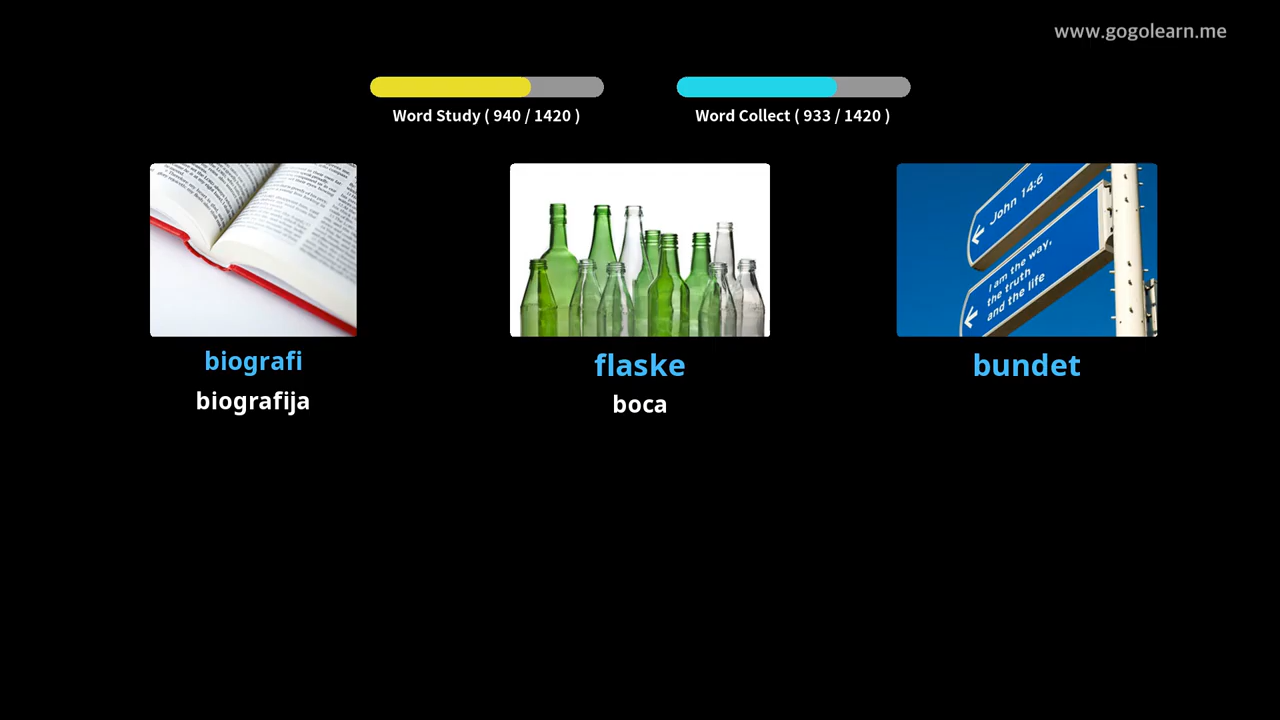 www.gogolearn.me
Word Study ( 940 / 1420 )
Word Collect ( 933 / 1420 )
John 14:6
I am the way,
the truth
and the life
biografi
flaske
bundet
biografija
boca